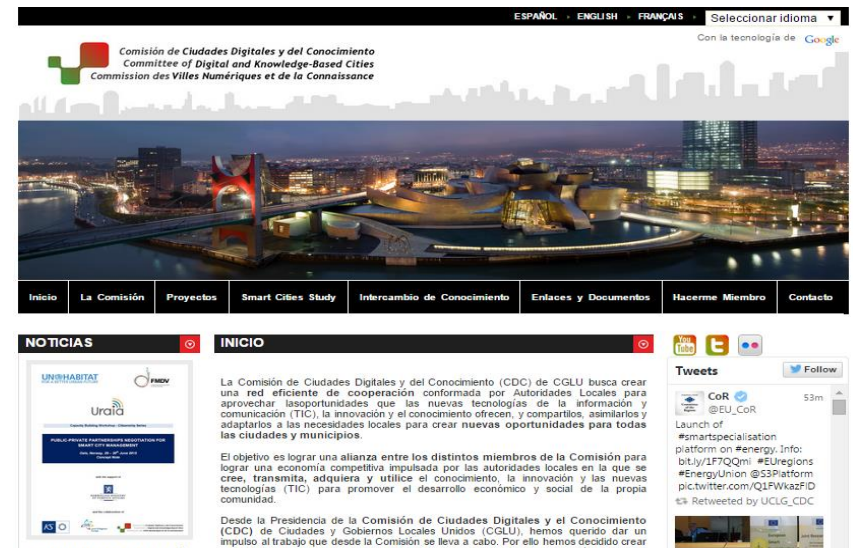 ESPAÑOL
ENGLISH
FRANÇAIS
Seleccionar idioma
Con la tecnología de Google
Comisión de Ciudades Digitales y del Conocimiento
Committee of Digital and Knowledge-Based Cities
Commission des Villes Numériques et de la Connaissance
Inicio
La Comisión
Proyectos
Smart Cities Study
Intercambio de Conocimiento
Enlaces y Documentos
Hacerme Miembro
Contacto
NOTICIAS
UN HABITAT
FMDV
Uraia
PUBLIC-PRIVATE PARTNERSHIPS NEGOTIATION FOR
SMART CITY MANAGEMENT
INICIO
La Comisión de Ciudades Digitales y del Conocimiento (CDC) de CGLU busca crear
una red eficiente de cooperación conformada por Autoridades Locales para
aprovechar lasoportunidades que las nuevas tecnologías de la información y
comunicación (TIC), la innovación y el conocimiento ofrecen, y compartilos, asimilarlos y
adaptarlos a las necesidades locales para crear nuevas oportunidades para todas
las ciudades y municipios.
El objetivo es lograr una alianza entre los distintos miembros de la Comisión para
lograr una economía competitiva impulsada por las autoridades locales en la que se
cree, transmita, adquiera y utilice el conocimiento, la innovación y las nuevas
tecnologías (TIC) para promover el desarrollo económico y social de la propia
comunidad.
Desde la Presidencia de la Comisión de Ciudades Digitales y el Conocimiento
(CDC) de Ciudades y Gobiernos Locales Unidos (CGLU), hemos querido dar un
impulso al trabajo que desde la Comisión se lleva a cabo. Por ello hemos decidido crear
You Tube
Tweets
Follow
CoR
53m
@EU_CoR
Launch of
#smartspecialisation
platform on #energy. Info:
bit.ly/1F7QQmi #EUregions
#EnergyUnion @S3Platform
pic.twitter.com/Q1FWkazFlD
Retweeted by UCLG_CDC